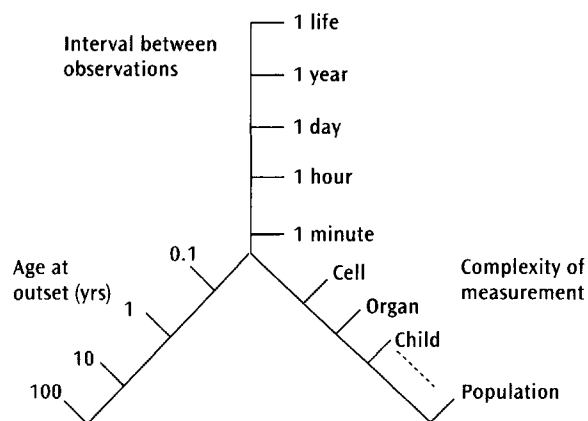 Interval between
observations
1 life
1 year
1 day
1 hour
1 minute
Age at
outset (yrs)
0.1
1
10
100
Cell
Organ
Child
Population
Complexity of
measurement